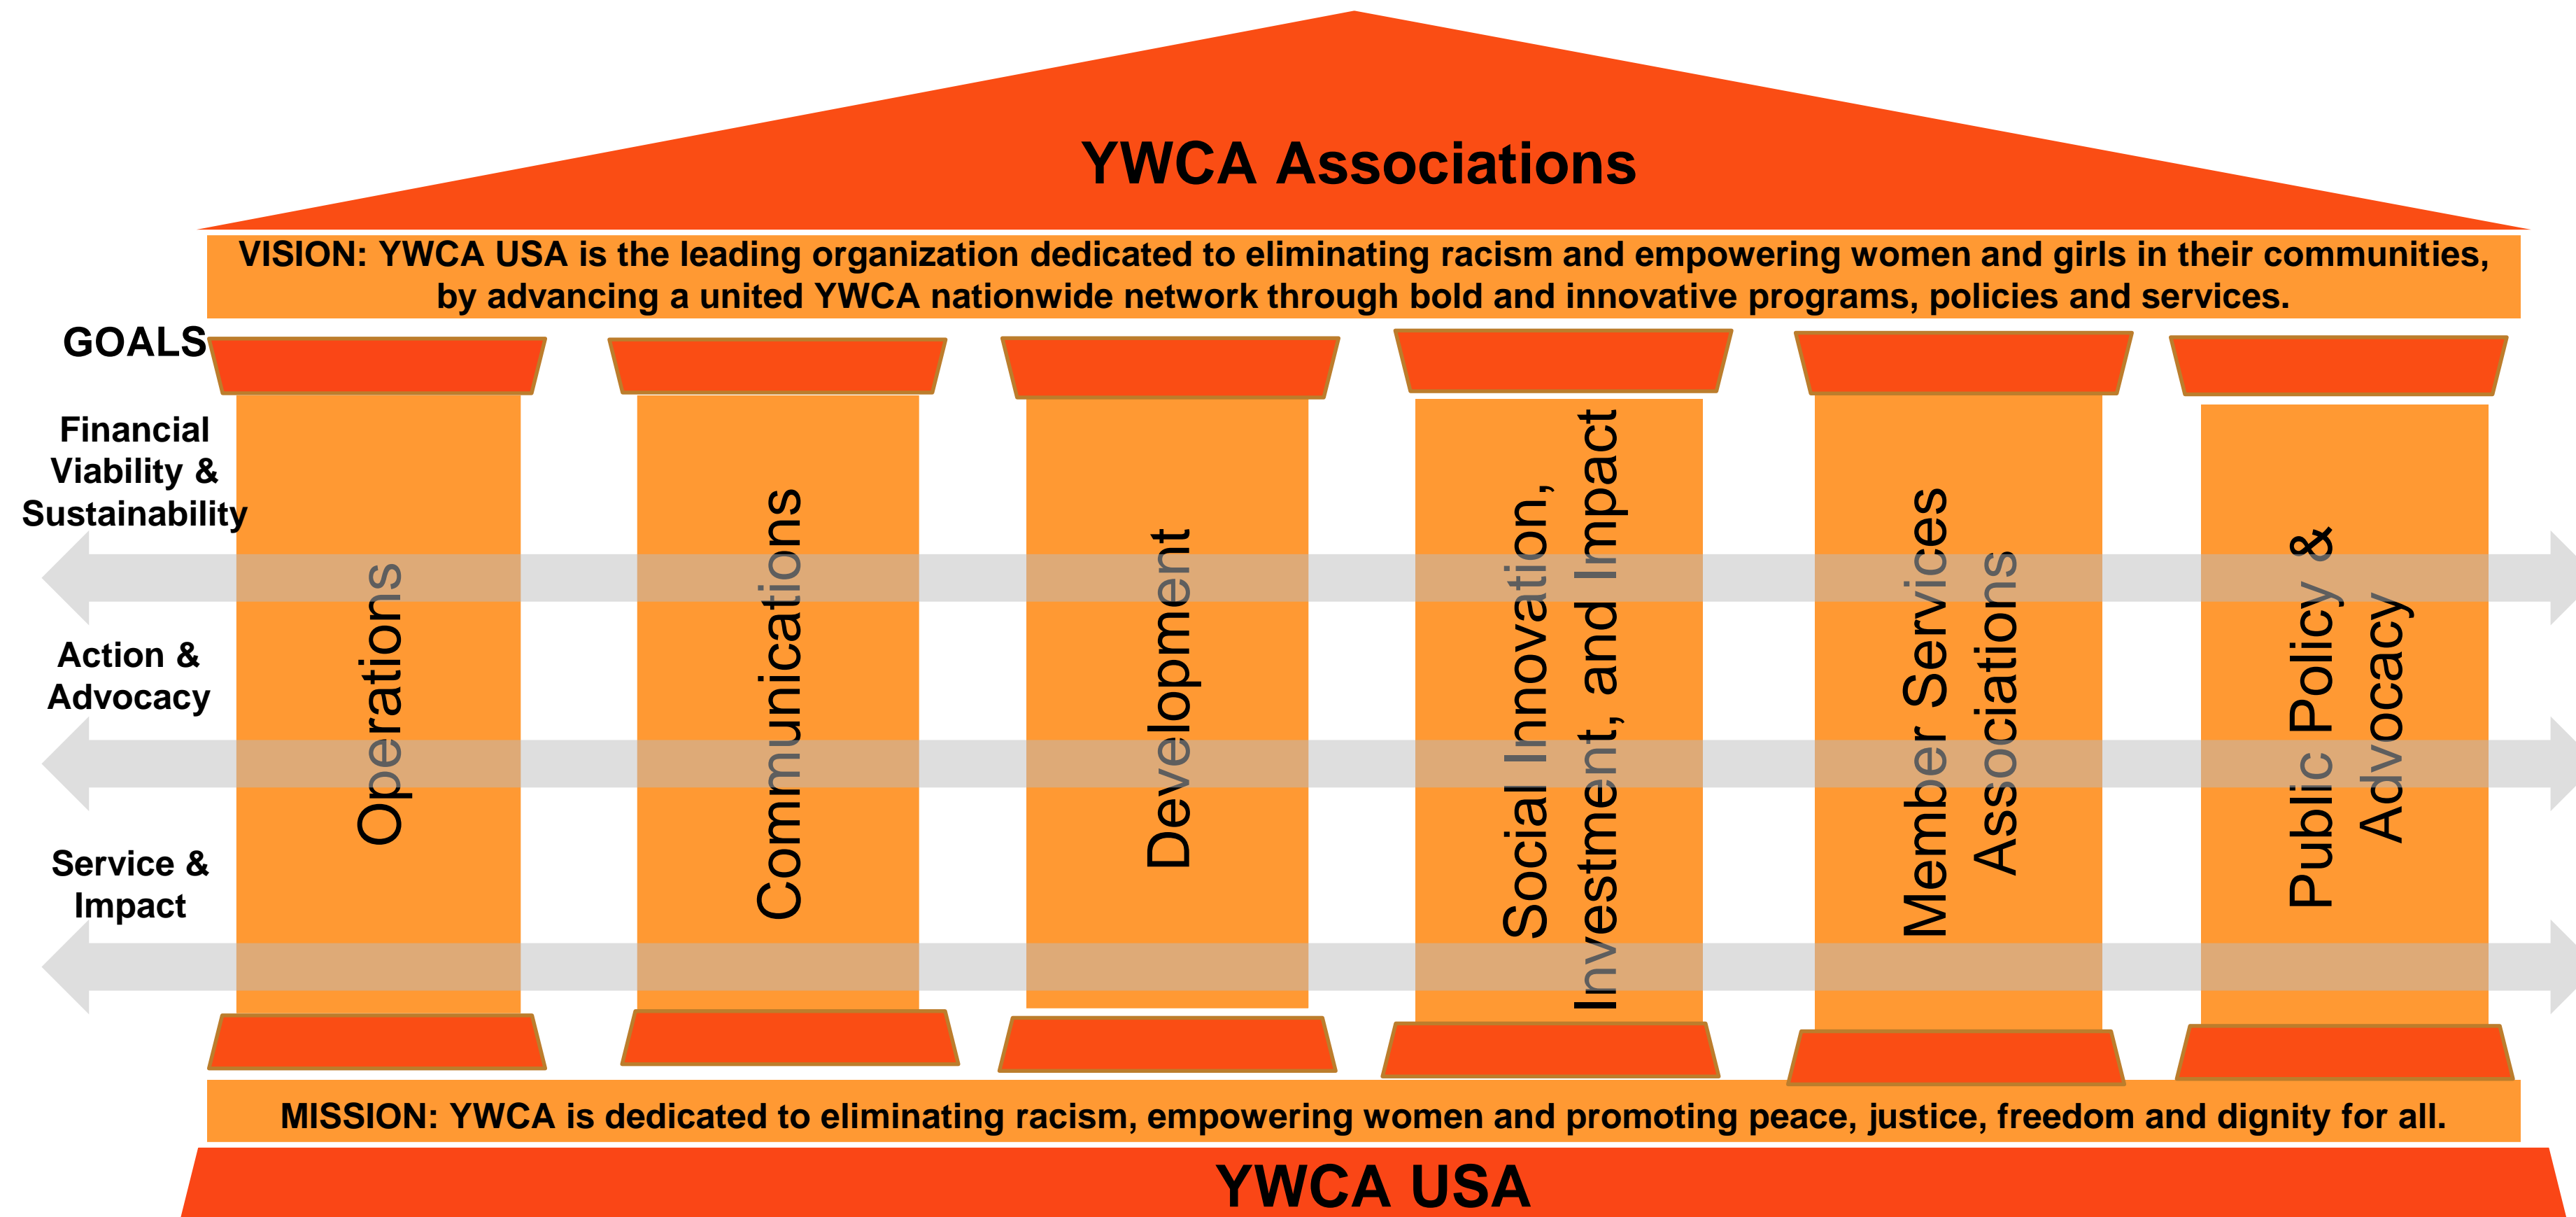 YWCA Associations
VISION: YWCA USA is the leading organization dedicated to eliminating racism and empowering women and girls in their communities,
by advancing a united YWCA nationwide network through bold and innovative programs, policies and services.
GOALS
Financial
Viability &
Sustainability
Action &
Advocacy
Service &
Impact
Operations
Communications
Development
Social Innovation,
Investment, and Impact
Member Services
Associations
Public Policy &
Advocacy
MISSION: YWCA is dedicated to eliminating racism, empowering women and promoting peace, justice, freedom and dignity for all.
YWCA USA